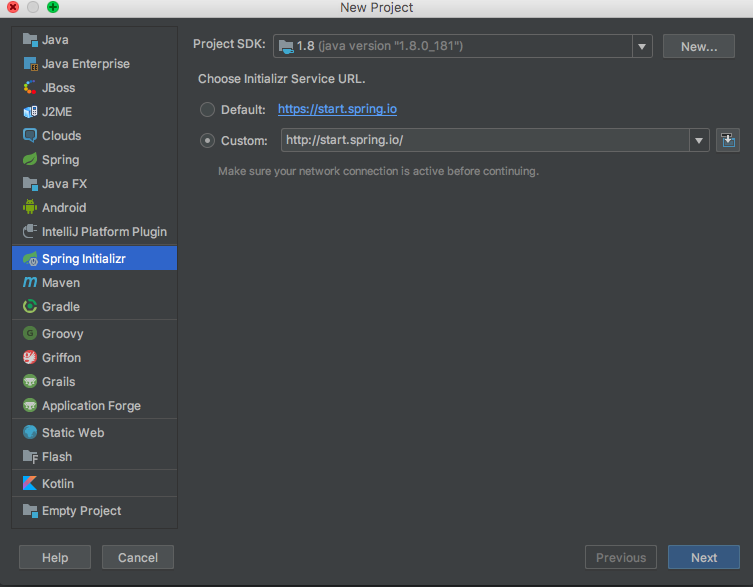 New Project
Java
Java Enterprise
JBoss
J2ME
Clouds
Spring
Java FX
Android
IntelliJ Platform Plugin
Spring Initializr
Maven
Gradle
Groovy
Griffon
Grails
Application Forge
Static Web
Flash
Kotlin
Empty Project
Project SDK: 1.8 (java version "1.8.0_181") New...
Choose Initializr Service URL.
Default: https://start.spring.io
Custom: http://start.spring.io/
Make sure your network connection is active before continuing.
Help Cancel Previous Next